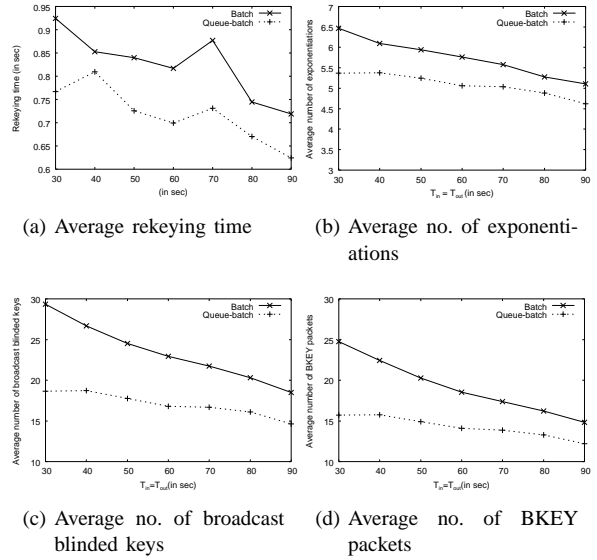 0.95
0.9
0.85
0.8
0.75
0.7
0.65
0.6
30 40 50 60 70 80 90
(in sec)
Rekeying time (in sec)
Batch
Queue-batch
(a) Average rekeying time
7
6.5
6
5.5
5
4.5
4
3.5
3
30 40 50 60 70 80 90
T_in = T_out (in sec)
Average number of exponentiations
Batch
Queue-batch
(b) Average no. of exponenti-
ations
30
25
20
15
10
30 40 50 60 70 80 90
T_in=T_out(in sec)
Average number of broadcast blinded keys
Batch
Queue-batch
(c) Average no. of broadcast
blinded keys
30
25
20
15
10
30 40 50 60 70 80 90
T_in=T_out(in sec)
Average number of BKEY packets
Batch
Queue-batch
(d) Average no. of BKEY
packets